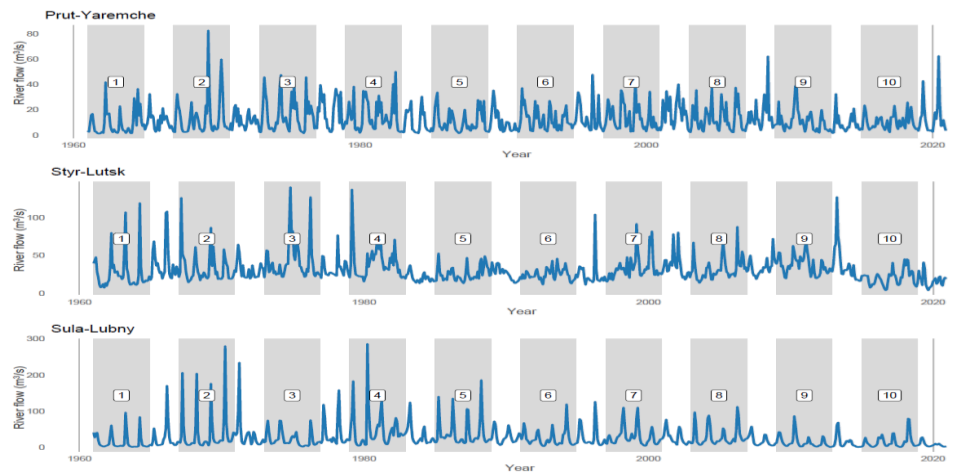 Prut-Yaremche
River flow (m³/s)
80
60
40
20
0
1 2 3 4 5 6 7 8 9 10
1960 1980 2000 2020
Year
Styr-Lutsk
River flow (m³/s)
100
50
0
1 2 3 4 5 6 7 8 9 10
1960 1980 2000 2020
Year
Sula-Lubny
River flow (m³/s)
300
200
100
0
1 2 3 4 5 6 7 8 9 10
1960 1980 2000 2020
Year